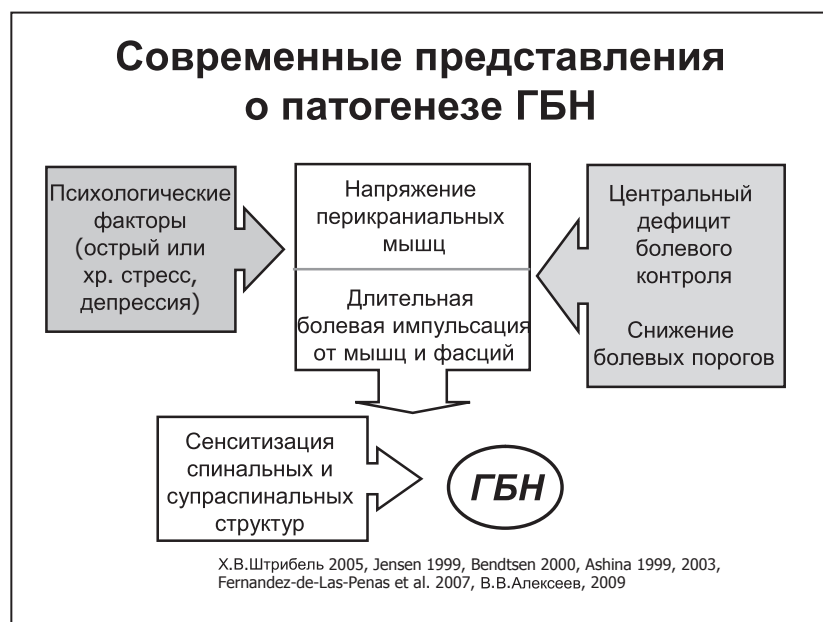 Современные представления
о патогенезе ГБН
Психологические
факторы
(острый или
хр. стресс,
депрессия)
Напряжение
перикраниальных
мышц
Длительная
болевая импульсация
от мышц и фасций
Центральный
дефицит
болевого
контроля
Снижение
болевых порогов
Сенситизация
спинальных и
супраспинальных
структур
ГБН
Х.В.Штрибель 2005, Jensen 1999, Bendtsen 2000, Ashina 1999, 2003,
Fernandez-de-Las-Penas et al. 2007, В.В.Алексеев, 2009